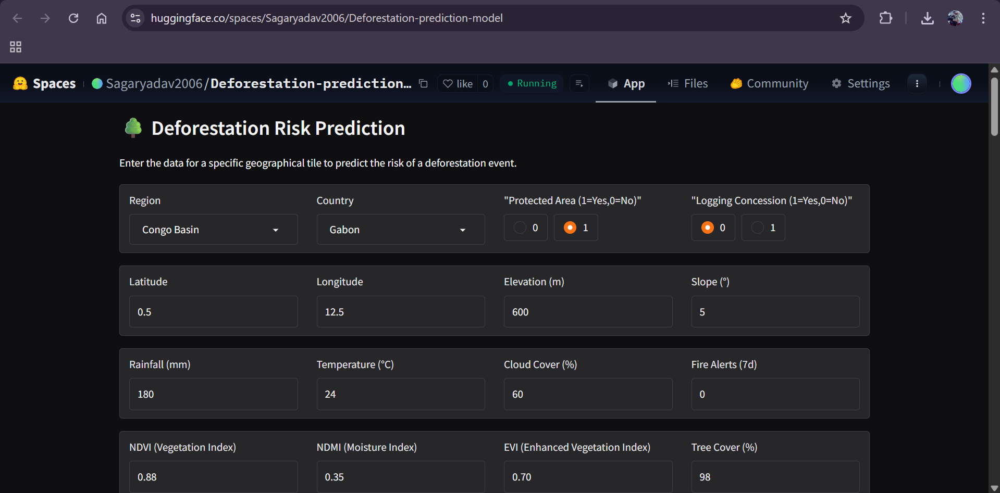 huggingface.co/spaces/Sagaryadav2006/Deforestation-prediction-model
Spaces Sagaryadav2006/Deforestation-prediction… like 0 Running App Files Community Settings
Deforestation Risk Prediction
Enter the data for a specific geographical tile to predict the risk of a deforestation event.
Region Country "Protected Area (1=Yes,0=No)" "Logging Concession (1=Yes,0=No)"
Congo Basin Gabon 0 1 0 1
Latitude Longitude Elevation (m) Slope (°)
0.5 12.5 600 5
Rainfall (mm) Temperature (°C) Cloud Cover (%) Fire Alerts (7d)
180 24 60 0
NDVI (Vegetation Index) NDMI (Moisture Index) EVI (Enhanced Vegetation Index) Tree Cover (%)
0.88 0.35 0.70 98